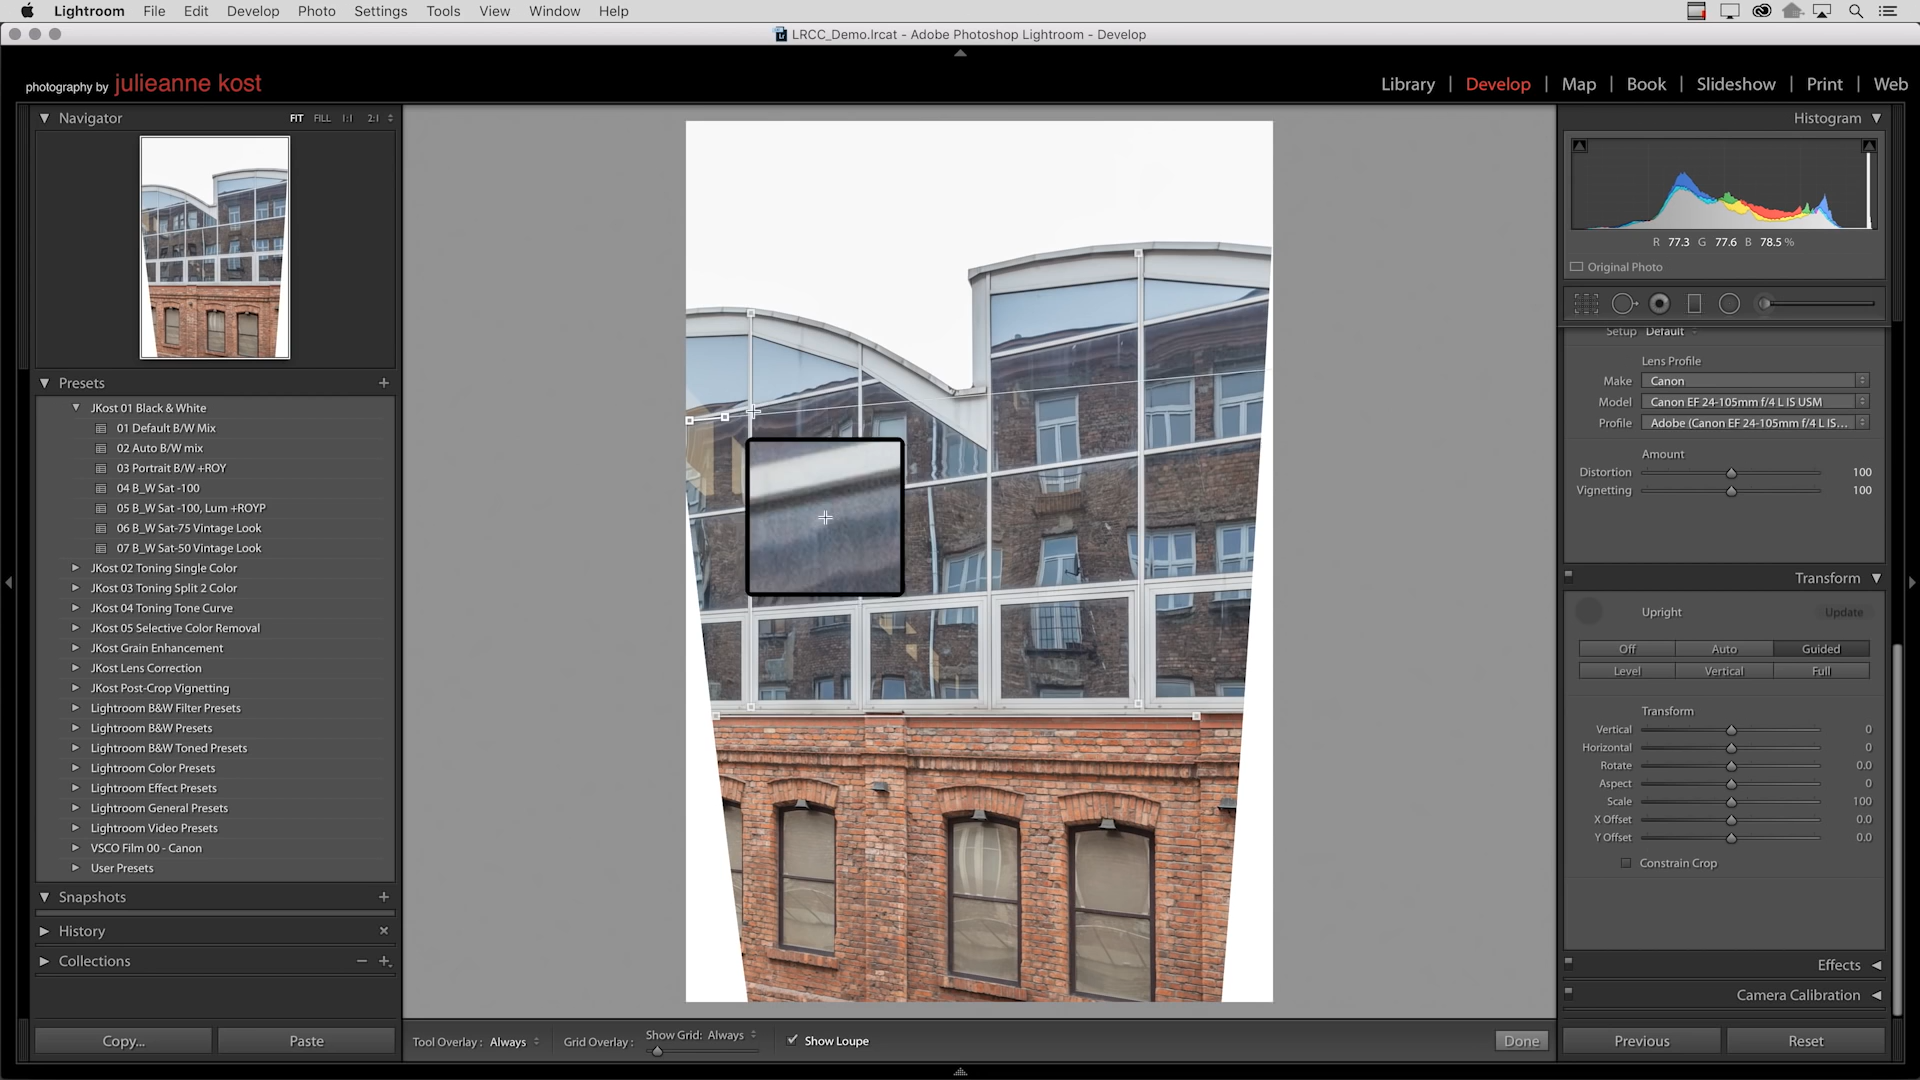 Lightroom File Edit Develop Photo Settings Tools View Window Help
LRCC_Demo.lrcat - Adobe Photoshop Lightroom - Develop
photography by julieanne kost
Library | Develop | Map | Book | Slideshow | Print | Web
Navigator FIT FILL 1:1 2:1
Presets +
JKost 01 Black & White
01 Default B/W Mix
02 Auto B/W mix
03 Portrait B/W +ROY
04 B_W Sat -100
05 B_W Sat -100, Lum +ROYP
06 B_W Sat-75 Vintage Look
07 B_W Sat-50 Vintage Look
JKost 02 Toning Single Color
JKost 03 Toning Split 2 Color
JKost 04 Toning Tone Curve
JKost 05 Selective Color Removal
JKost Grain Enhancement
JKost Lens Correction
JKost Post-Crop Vignetting
Lightroom B&W Filter Presets
Lightroom B&W Presets
Lightroom B&W Toned Presets
Lightroom Color Presets
Lightroom Effect Presets
Lightroom General Presets
Lightroom Video Presets
VSCO Film 00 - Canon
User Presets
Snapshots +
History ×
Collections − +
Copy... Paste
Tool Overlay : Always Grid Overlay : Show Grid: Always Show Loupe Done
Histogram
R 77.3 G 77.6 B 78.5 %
Original Photo
Setup Default
Lens Profile
Make Canon
Model Canon EF 24-105mm f/4 L IS USM
Profile Adobe (Canon EF 24-105mm f/4 L IS...
Amount
Distortion 100
Vignetting 100
Transform
Upright Update
Off Auto Guided
Level Vertical Full
Transform
Vertical 0
Horizontal 0
Rotate 0.0
Aspect 0
Scale 100
X Offset 0.0
Y Offset 0.0
Constrain Crop
Effects
Camera Calibration
Previous Reset